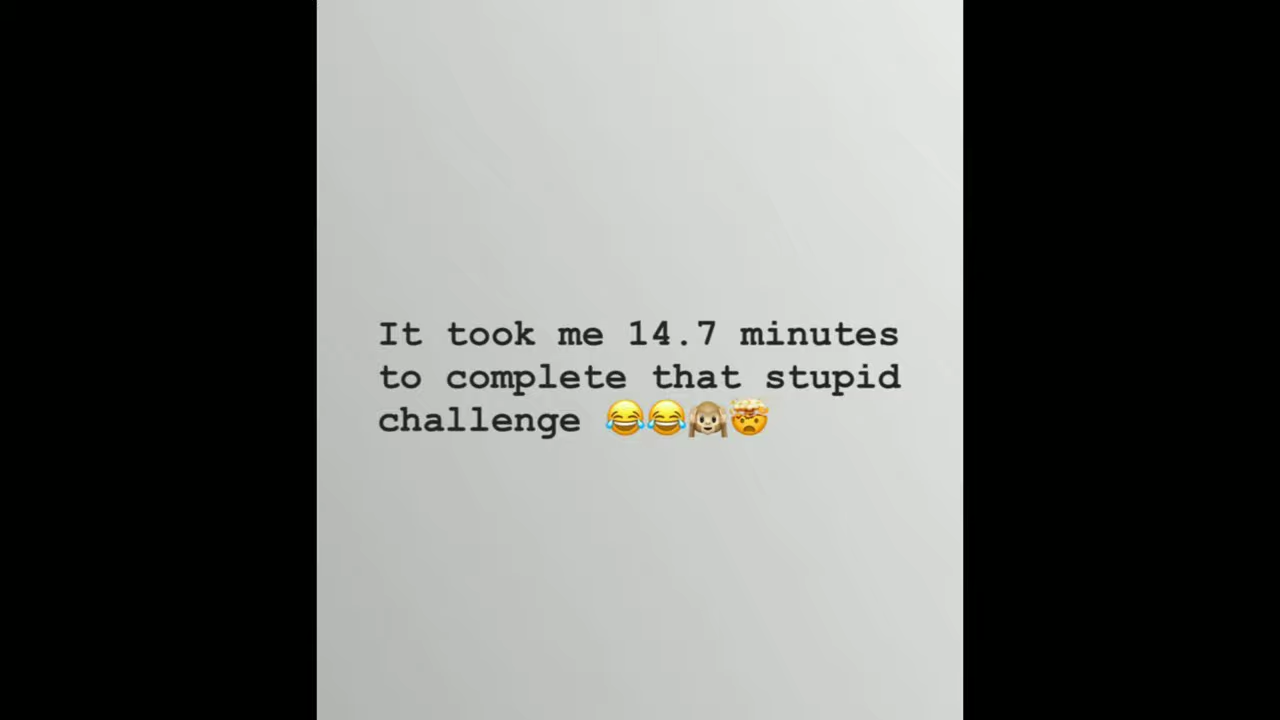 It took me 14.7 minutes
to complete that stupid
challenge 😂😂🙉🤯